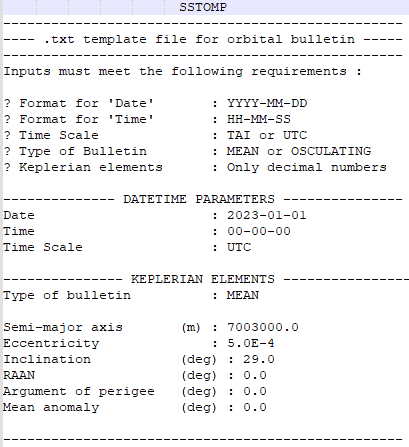 SSTOMP
--------------------------------------------------
---- .txt template file for orbital bulletin -----
--------------------------------------------------
Inputs must meet the following requirements :
? Format for 'Date' : YYYY-MM-DD
? Format for 'Time' : HH-MM-SS
? Time Scale : TAI or UTC
? Type of Bulletin : MEAN or OSCULATING
? Keplerian elements : Only decimal numbers
-------------- DATETIME PARAMETERS ---------------
Date : 2023-01-01
Time : 00-00-00
Time Scale : UTC
--------------- KEPLERIAN ELEMENTS ----------------
Type of bulletin : MEAN
Semi-major axis (m) : 7003000.0
Eccentricity : 5.0E-4
Inclination (deg) : 29.0
RAAN (deg) : 0.0
Argument of perigee (deg) : 0.0
Mean anomaly (deg) : 0.0
--------------------------------------------------